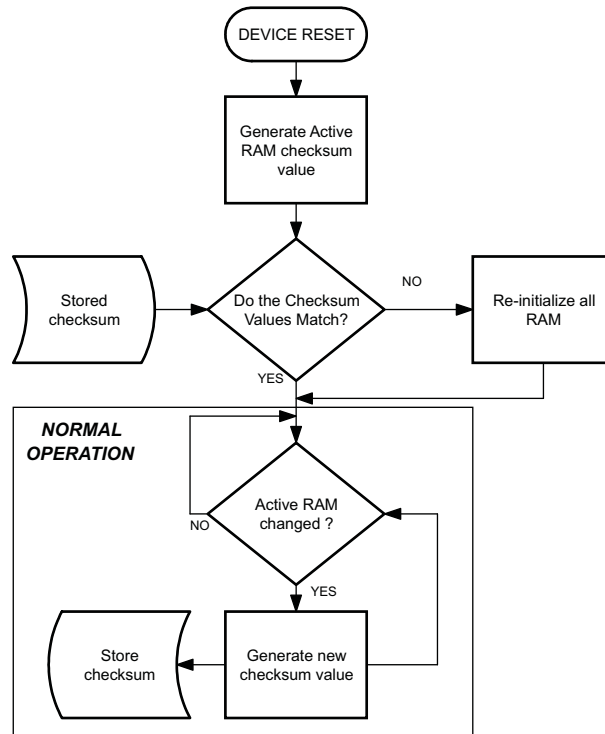 DEVICE RESET
Generate Active
RAM checksum
value
Stored
checksum
Do the Checksum
Values Match?
NO
Re-initialize all
RAM
YES
NORMAL
OPERATION
Active RAM
changed ?
NO
YES
Store
checksum
Generate new
checksum value